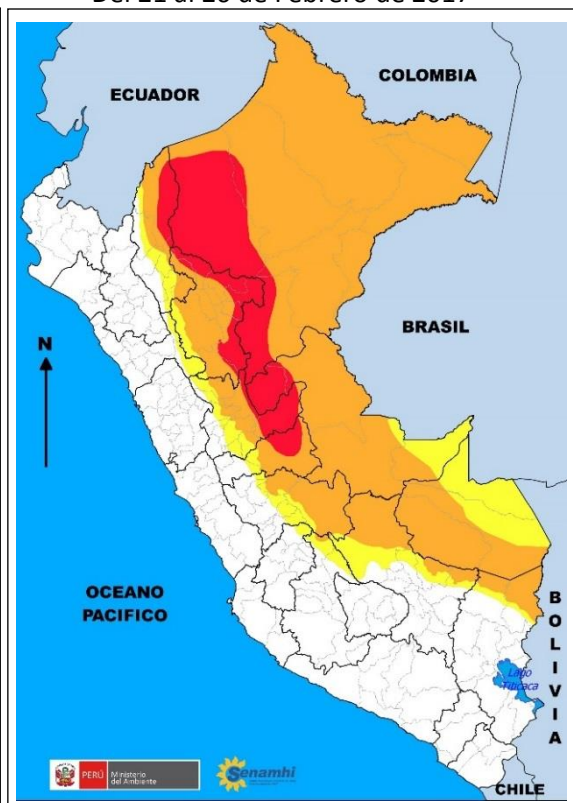 Del 21 al de Febrero de 2017
COLOMBIA
ECUADOR
BRASIL
N
OCEANO
PACIFICO
B
O
L
I
V
I
A
Lago
Titicaca
PERÚ
Ministerio
del Ambiente
Senamhi
CHILE